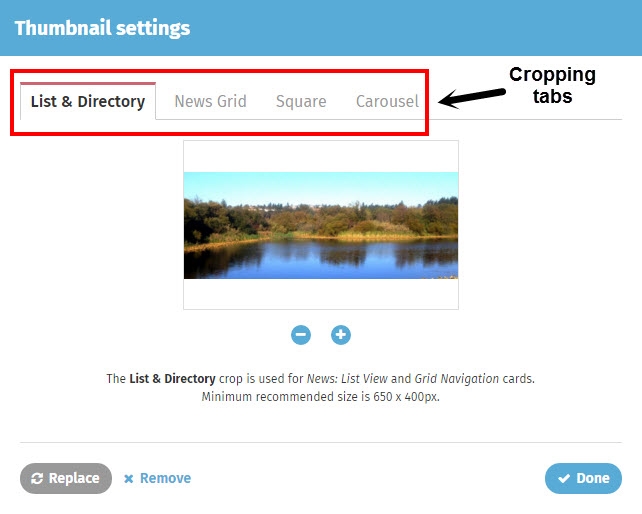 Thumbnail settings
Cropping
tabs
List & Directory News Grid Square Carousel
The List & Directory crop is used for News: List View and Grid Navigation cards.
Minimum recommended size is 650 x 400px.
Replace Remove Done